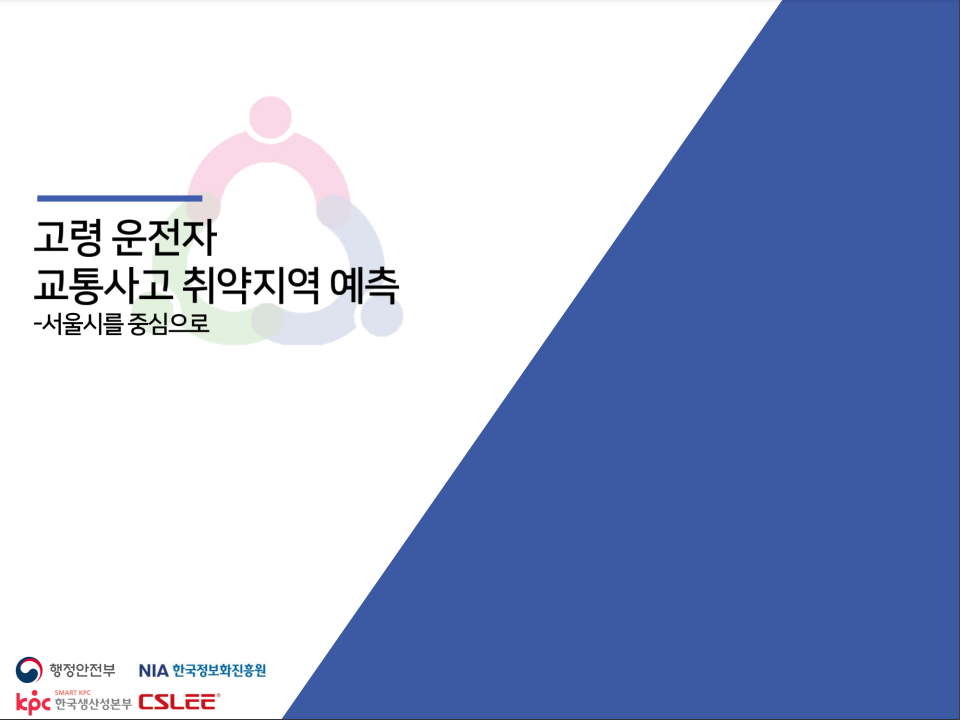 고령 운전자
교통사고 취약지역 예측
-서울시를 중심으로
행정안전부
NIA 한국정보화진흥원
kpc SMART KPC 한국생산성본부
CSLEE®